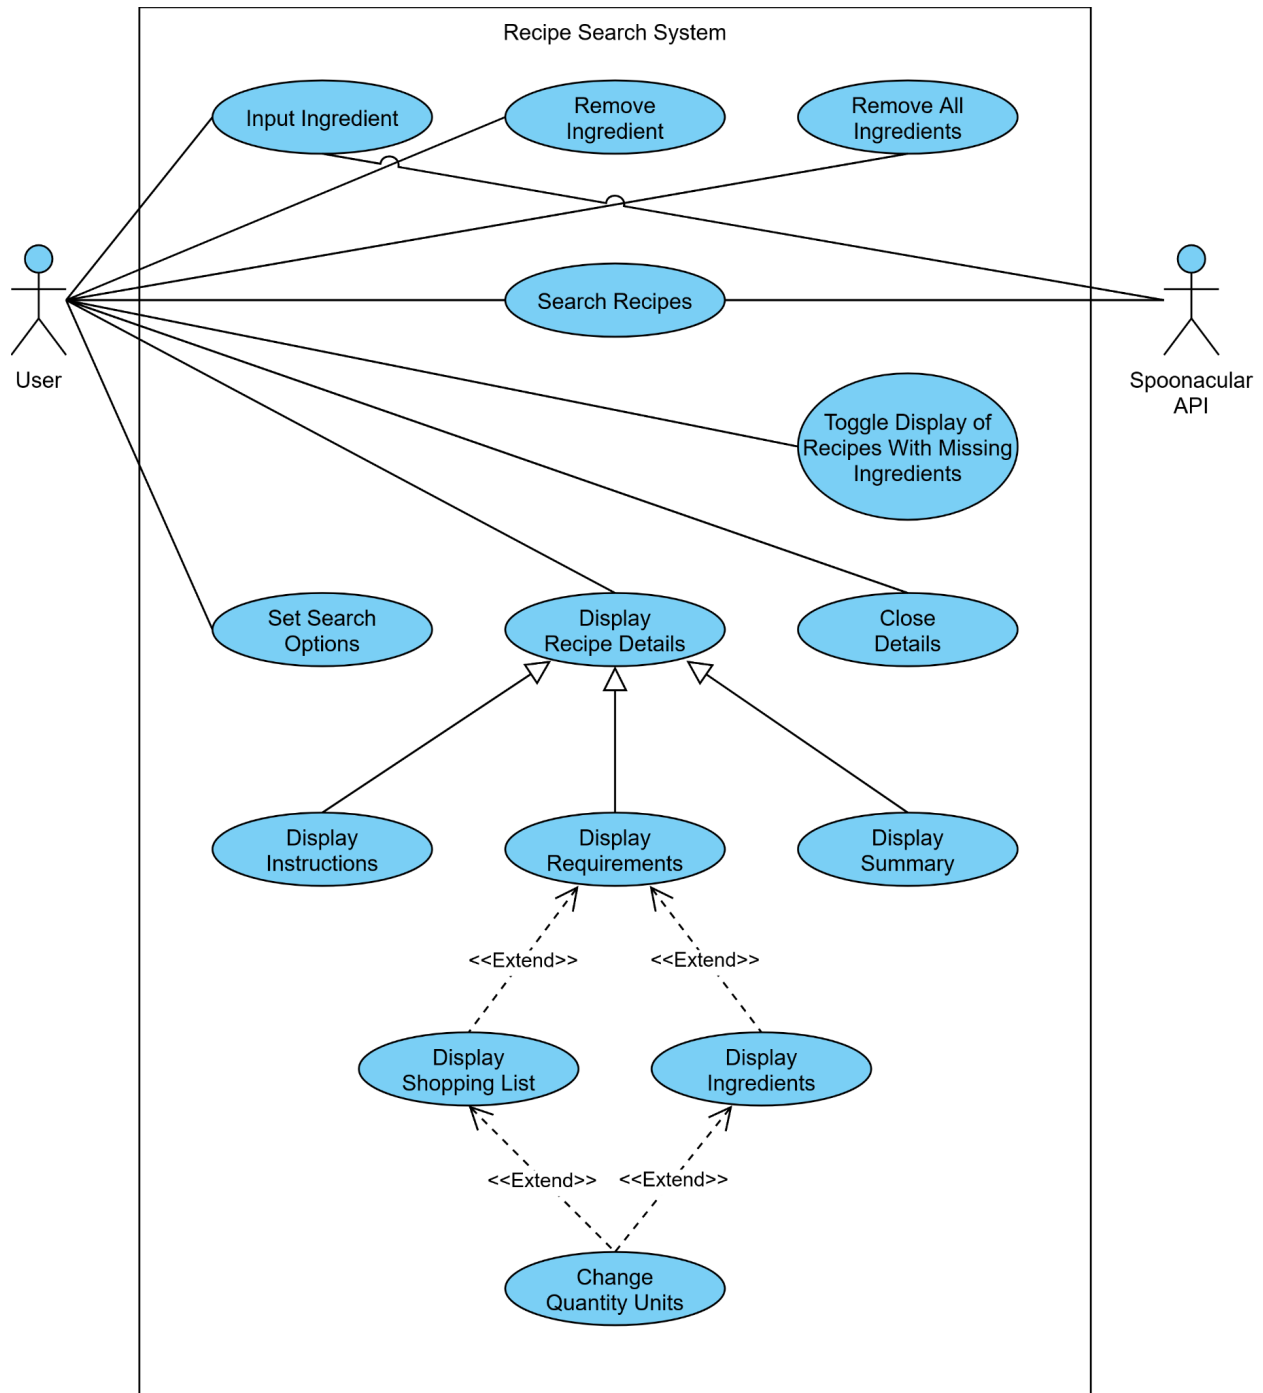 Recipe Search System
Input Ingredient
Remove
Ingredient
Remove All
Ingredients
Search Recipes
User
Spoonacular
API
Toggle Display of
Recipes With Missing
Ingredients
Set Search
Options
Display
Recipe Details
Close
Details
Display
Instructions
Display
Requirements
Display
Summary
<<Extend>>
<<Extend>>
Display
Shopping List
Display
Ingredients
<<Extend>>
<<Extend>>
Change
Quantity Units